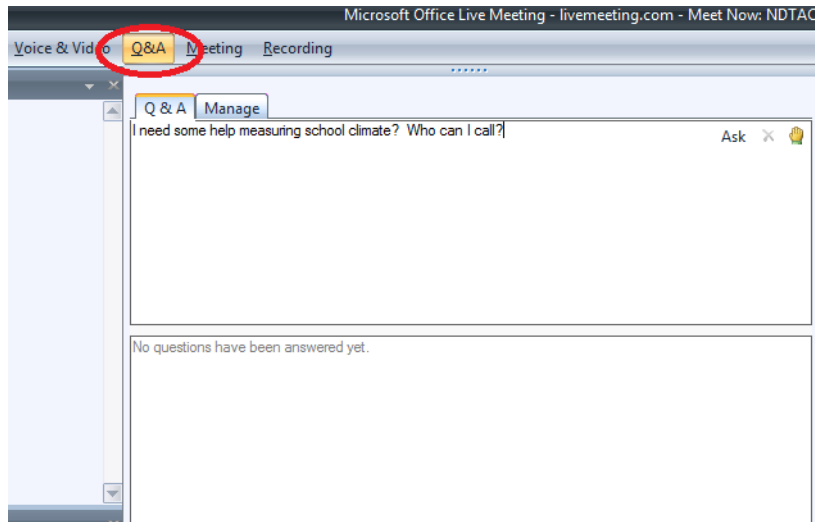 Microsoft Office Live Meeting - livemeeting.com - Meet Now: NDTAC
Voice & Video Q&A Meeting Recording
Q & A Manage
I need some help measuring school climate? Who can I call?
Ask
No questions have been answered yet.